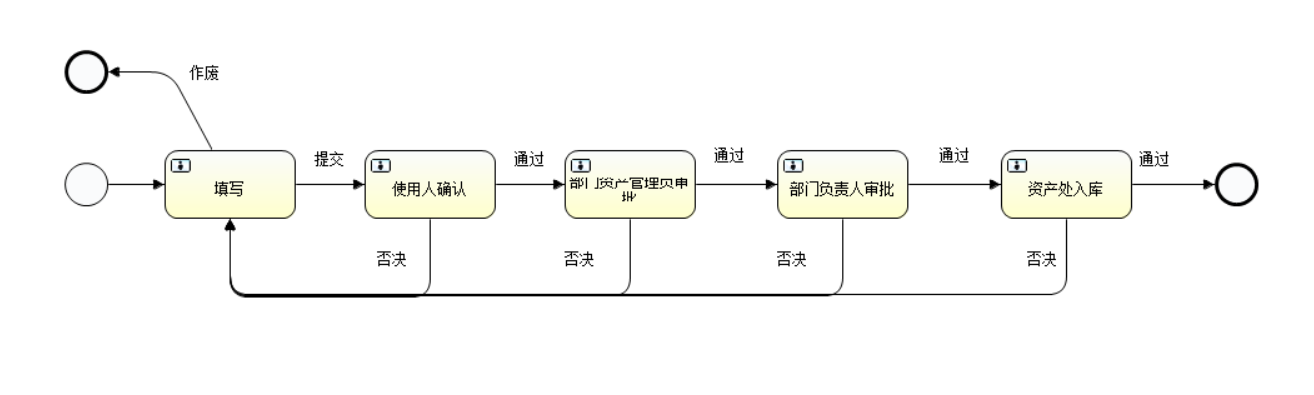 作废
提交
通过
通过
通过
通过
填写
使用人确认
部门资产管理员审
批
部门负责人审批
资产处入库
否决
否决
否决
否决